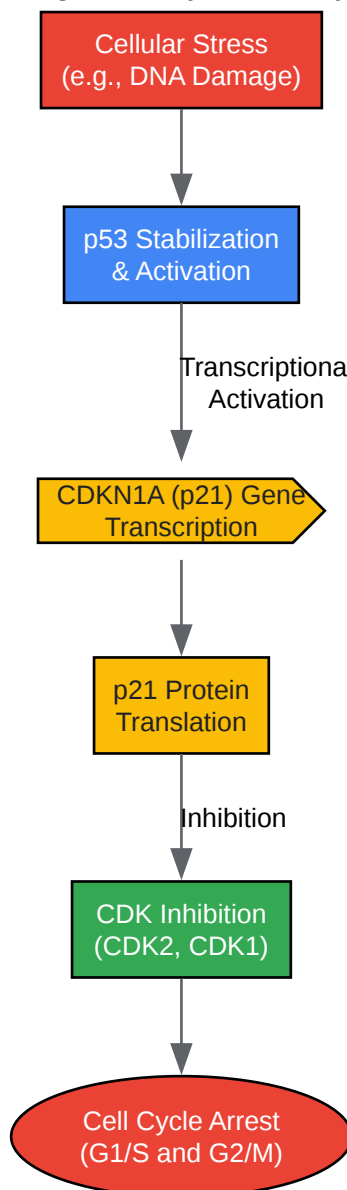 Cellular Stress
(e.g., DNA Damage)
p53 Stabilization
& Activation
Transcriptiona
Activation
CDKN1A (p21) Gene
Transcription
p21 Protein
Translation
Inhibition
CDK Inhibition
(CDK2, CDK1)
Cell Cycle Arrest
(G1/S and G2/M)